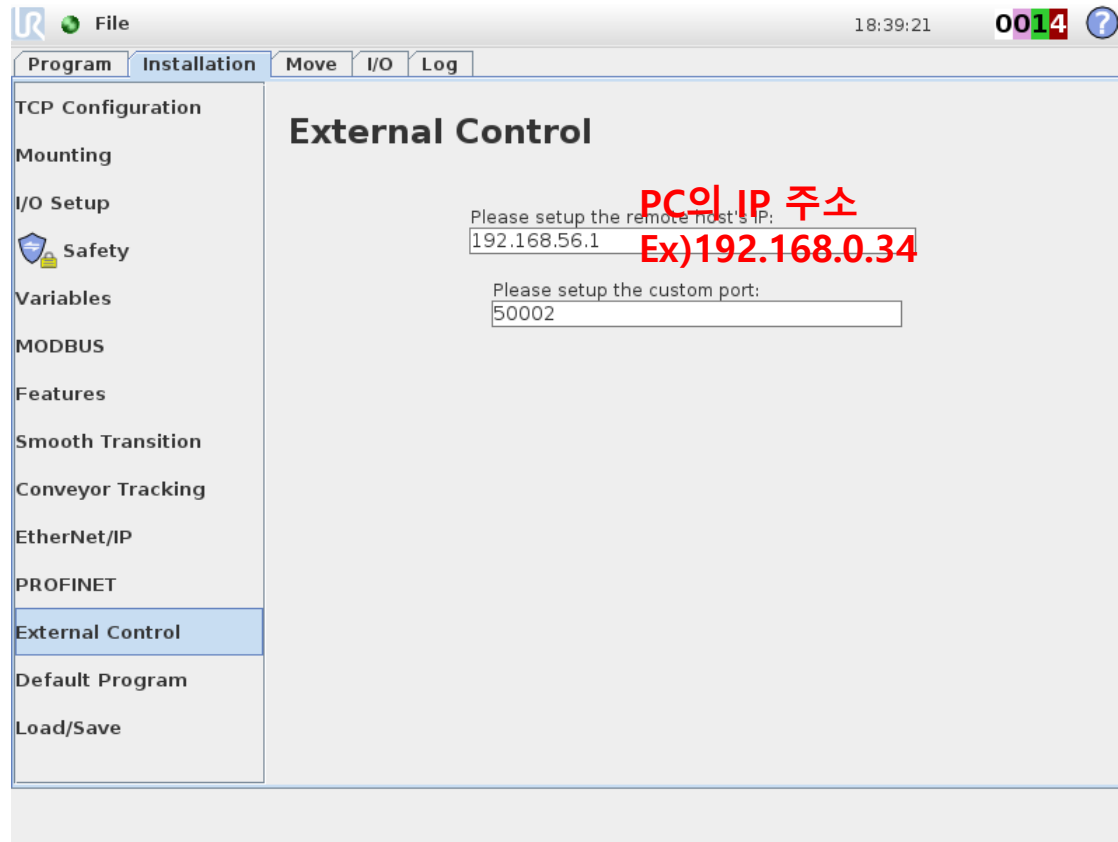 UR File 18:39:21 0014 ?
Program Installation Move I/O Log
TCP Configuration
Mounting
I/O Setup
Safety
Variables
MODBUS
Features
Smooth Transition
Conveyor Tracking
EtherNet/IP
PROFINET
External Control
Default Program
Load/Save
External Control
PC의 IP 주소
Please setup the remote host's IP:
192.168.56.1
Ex)192.168.0.34
Please setup the custom port:
50002